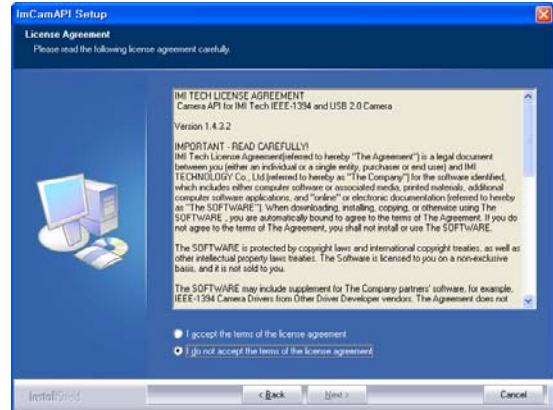 ImCamAPI Setup
License Agreement
Please read the following license agreement carefully.
IMI TECH LICENSE AGREEMENT
Camera API for IMI Tech IEEE-1394 and USB 2.0 Camera
Version 1.4.3.2
IMPORTANT - READ CAREFULLY!
IMI Tech License Agreement(referred to hereby "The Agreement") is a legal document
between you (either an individual or a single entity, purchaser or end user) and IMI
TECHNOLOGY Co., Ltd.(referred to hereby as "The Company") for the software identified,
which includes either computer software or associated media, printed materials, additional
computer software applications, and "online" or electronic documentation (referred to hereby
as "The SOFTWARE"). When downloading, installing, copying, or otherwise using The
SOFTWARE , you are automatically bound to agree to the terms of The Agreement. If you do
not agree to the terms of The Agreement, you shall not install or use The SOFTWARE.
The SOFTWARE is protected by copyright laws and international copyright treaties, as well as
other intellectual property laws treaties. The Software is licensed to you on a non-exclusive
basis, and it is not sold to you.
The SOFTWARE may include supplement for The Company partners' software, for example,
IEEE-1394 Camera Drivers from Other Driver Developer vendors. The Agreement does not
I accept the terms of the license agreement
I do not accept the terms of the license agreement
InstallShield
< Back
Next >
Cancel